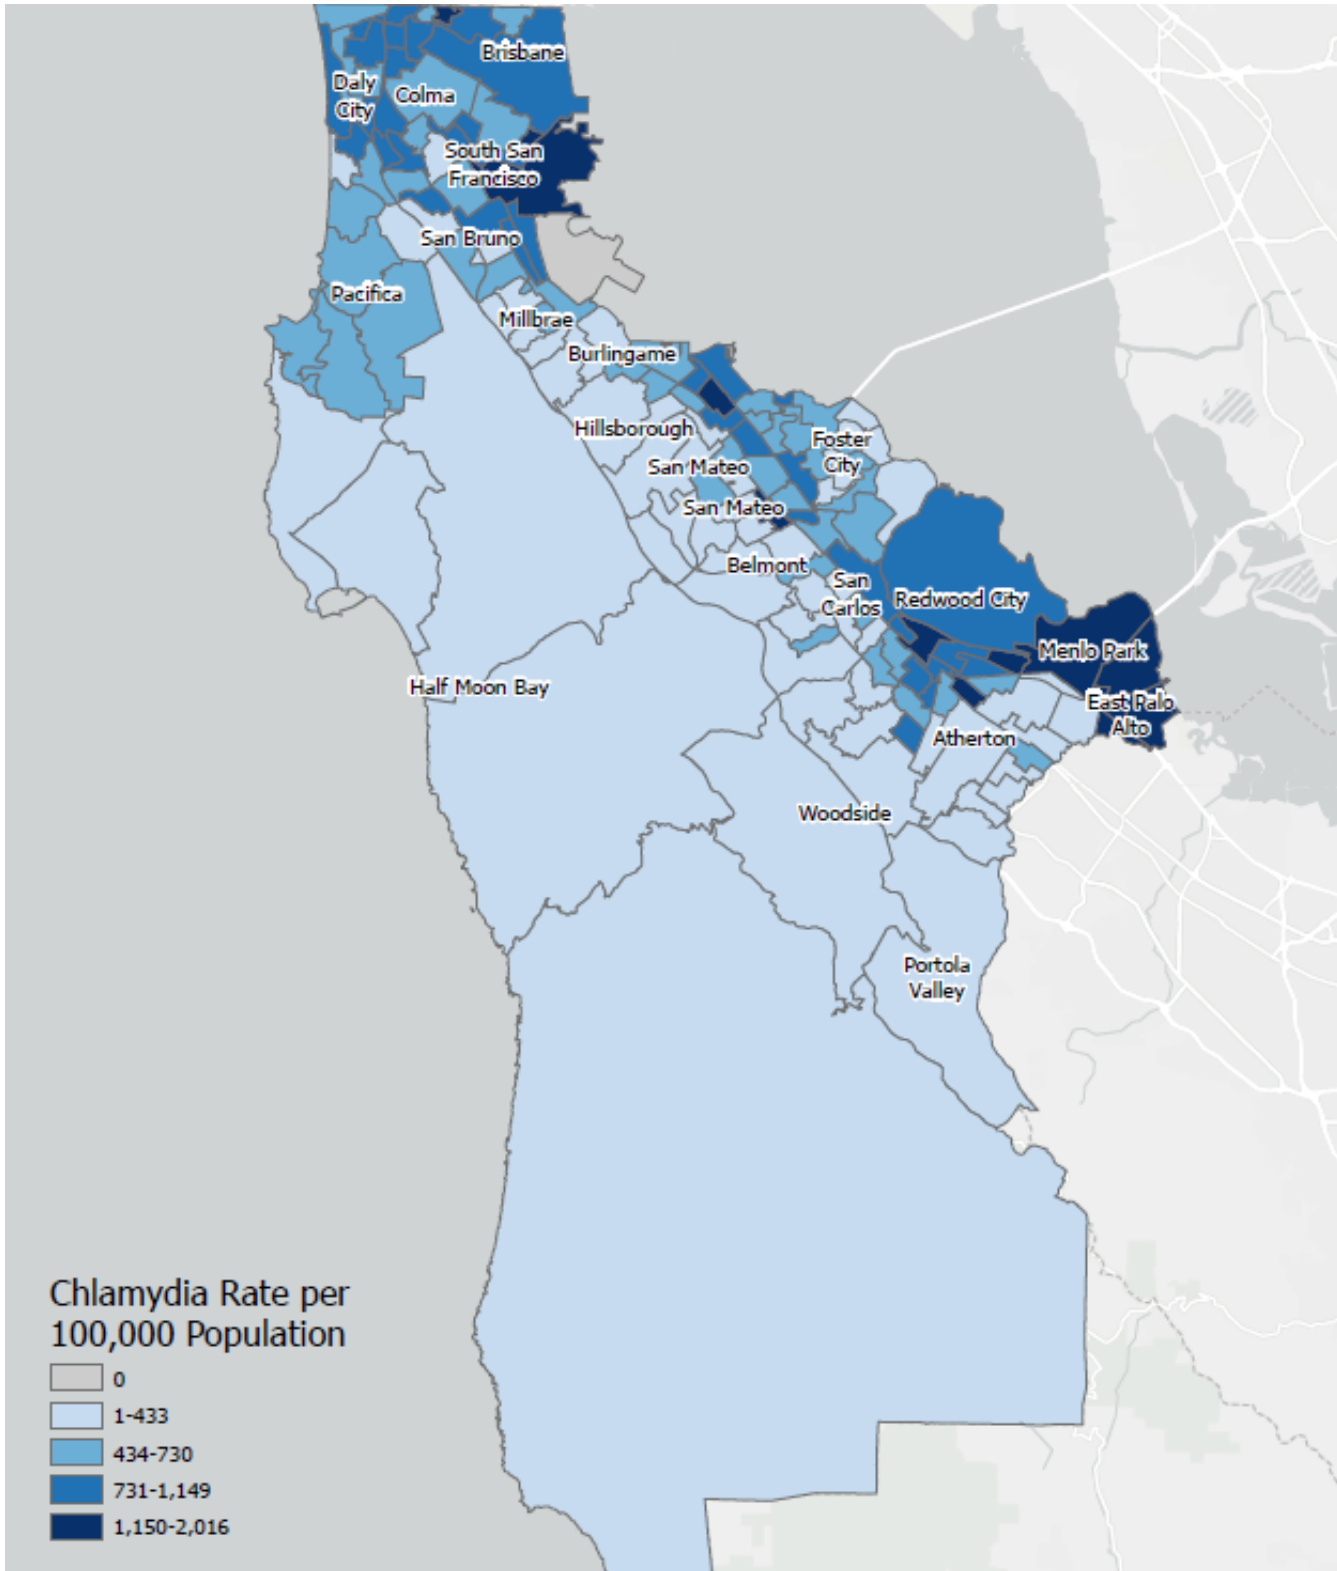 Brisbane
Daly
City
Colma
South San
Francisco
San Bruno
Pacifica
Millbrae
Burlingame
Hillsborough
Foster
City
San Mateo
San Mateo
Belmont
San
Carlos
Redwood City
Menlo Park
Half Moon Bay
East Palo
Alto
Atherton
Woodside
Portola
Valley
Chlamydia Rate per
100,000 Population
0
1-433
434-730
731-1,149
1,150-2,016